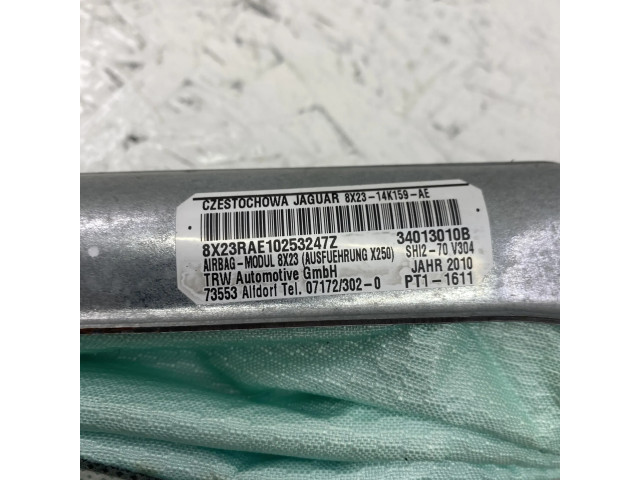 CZESTOCHOWA JAGUAR 8X23-14K159-AE
8X23RAE10253247Z 34013010B
AIRBAG-MODUL 8X23 (AUSFUEHRUNG X250) SHI2-70 V304
TRW Automotive GmbH JAHR 2010
73553 Alfdorf Tel. 07172/302-0 PT1-1611